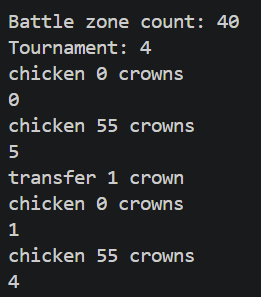 Battle zone count: 40
Tournament: 4
chicken 0 crowns
0
chicken 55 crowns
5
transfer 1 crown
chicken 0 crowns
1
chicken 55 crowns
4